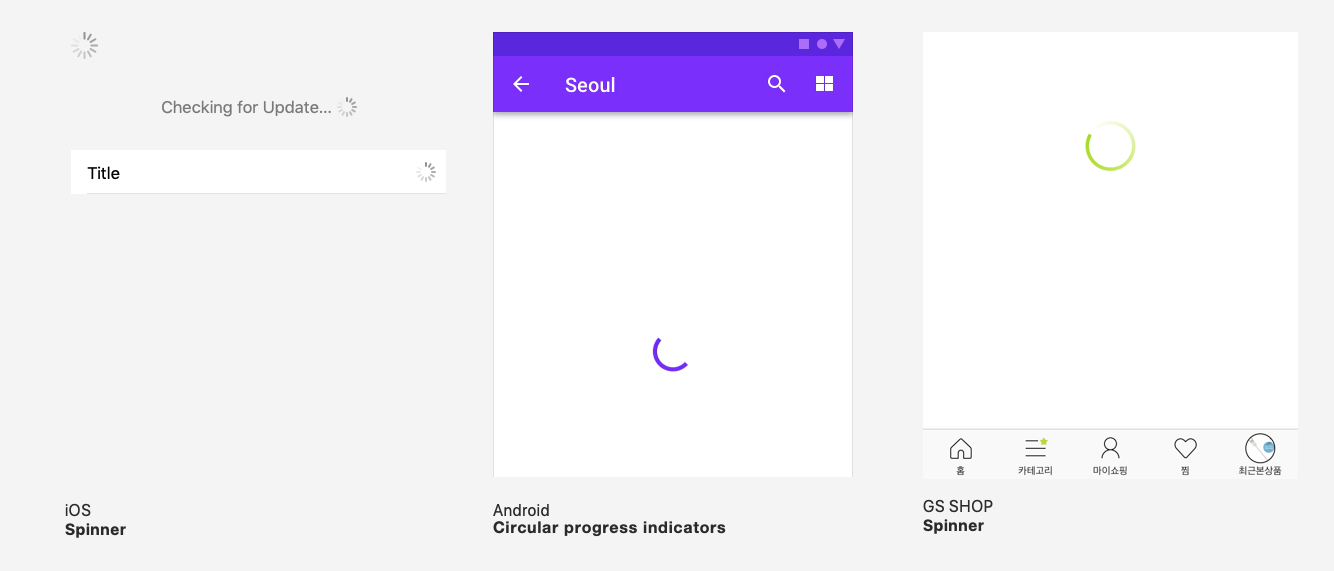 Checking for Update...
Title
iOS
Spinner
Seoul
Android
Circular progress indicators
홈
카테고리
마이쇼핑
찜
최근본상품
GS SHOP
Spinner